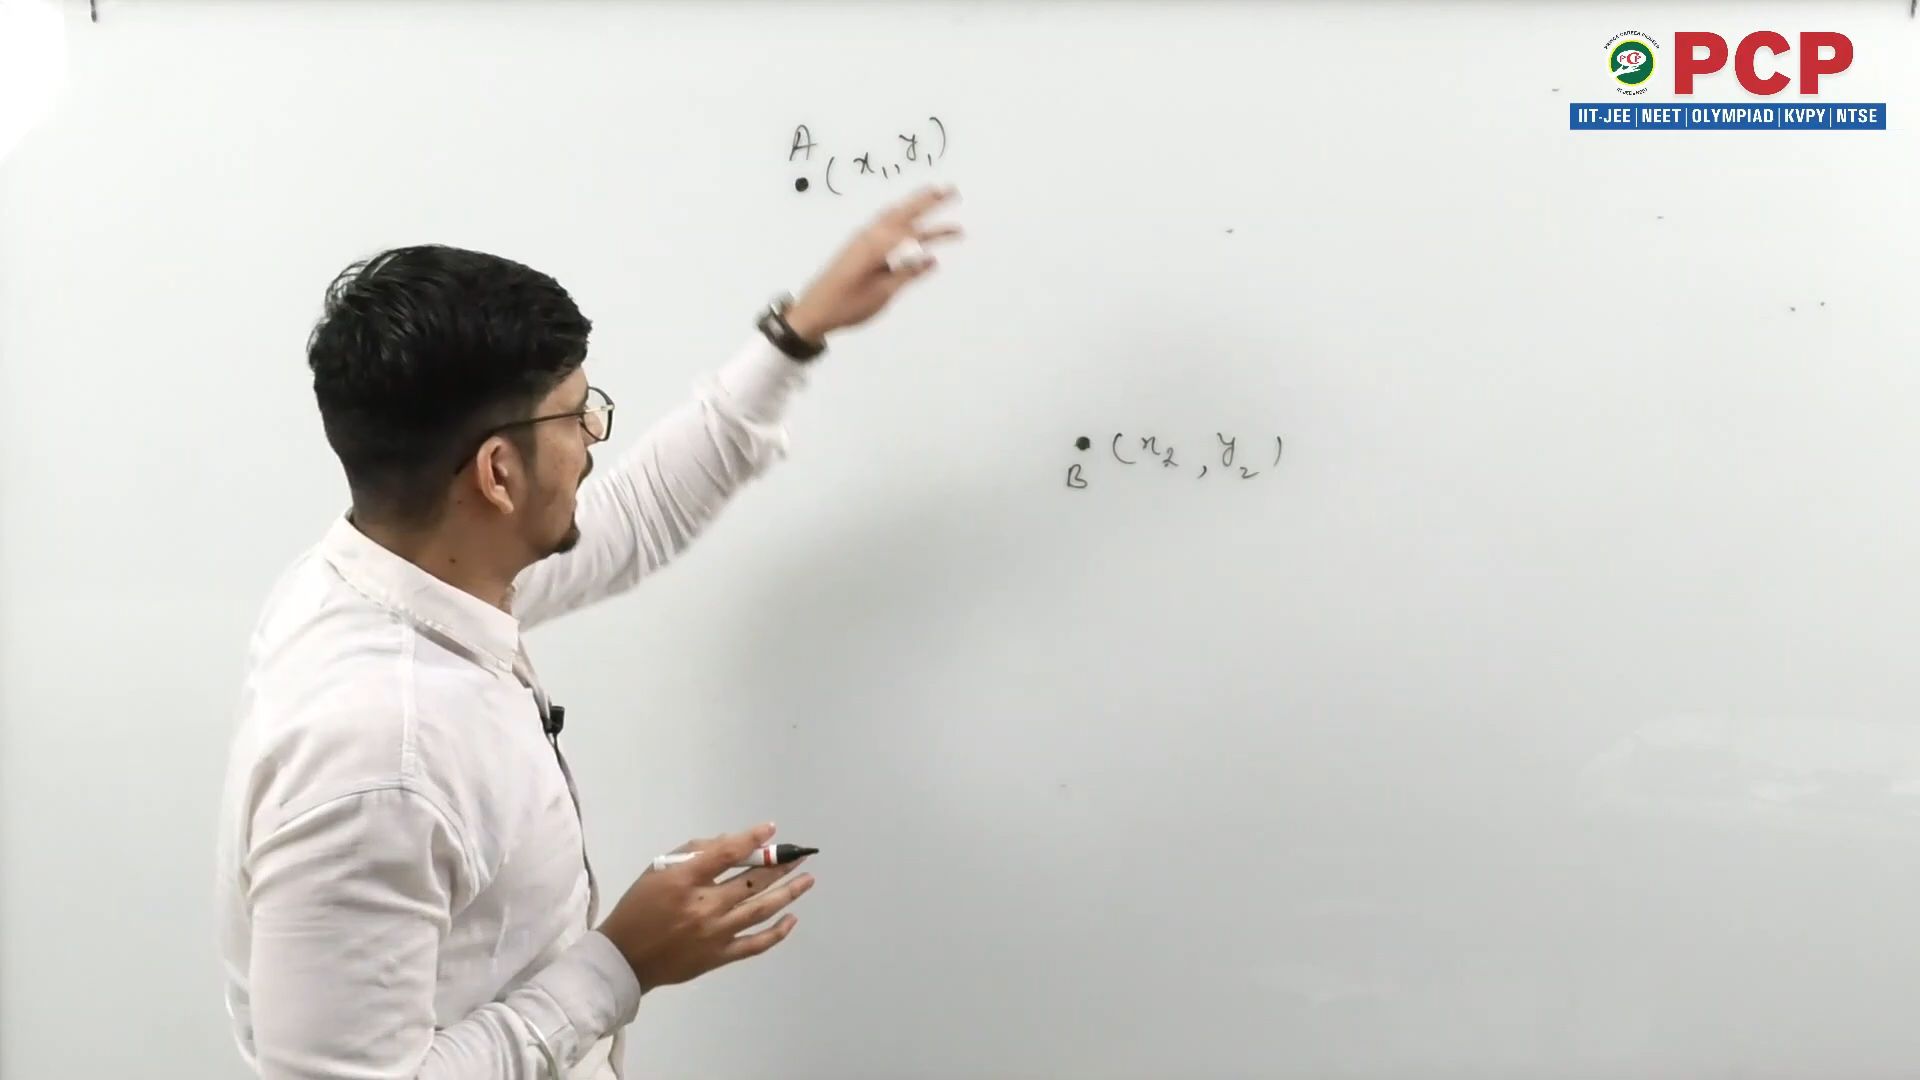 PCP
IIT-JEE | NEET | OLYMPIAD | KVPY | NTSE
A
(x₁, y₁)
(x₂, y₂)
B